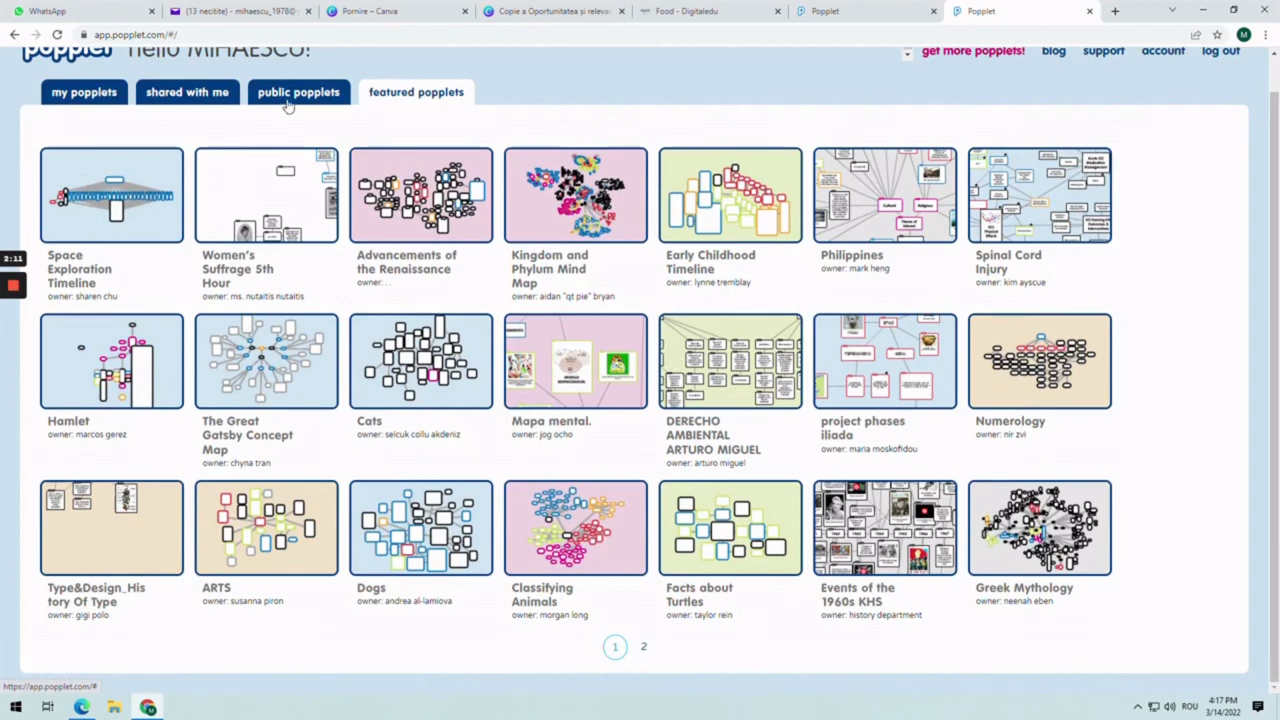 WhatsApp
(13 necitite) - mihaescu_1978@
Pornire – Canva
Copie a Oportunitatea și relevar
Food - Digitaledu
Popplet
Popplet
app.popplet.com/#/
M
popplet
hello MIHAESCU!
get more popplets!
blog
support
account
log out
my popplets
shared with me
public popplets
featured popplets
Space
Exploration
Timeline
owner: sharen chu
Women's
Suffrage 5th
Hour
owner: ms. nutaitis nutaitis
Advancements of
the Renaissance
owner: . .
Kingdom and
Phylum Mind
Map
owner: aidan "qt pie" bryan
Early Childhood
Timeline
owner: lynne tremblay
Philippines
owner: mark heng
Spinal Cord
Injury
owner: kim ayscue
2:11
Hamlet
owner: marcos gerez
The Great
Gatsby Concept
Map
owner: chyna tran
Cats
owner: selcuk collu akdeniz
Mapa mental.
owner: jog ocho
DERECHO
AMBIENTAL
ARTURO MIGUEL
owner: arturo miguel
project phases
iliada
owner: maria moskofidou
Numerology
owner: nir zvi
Type&Design_His
tory Of Type
owner: gigi polo
ARTS
owner: susanna piron
Dogs
owner: andrea al-lamiova
Classifying
Animals
owner: morgan long
Facts about
Turtles
owner: taylor rein
Events of the
1960s KHS
owner: history department
Greek Mythology
owner: neenah eben
1
2
https://app.popplet.com/#
ROU
4:17 PM
3/14/2022